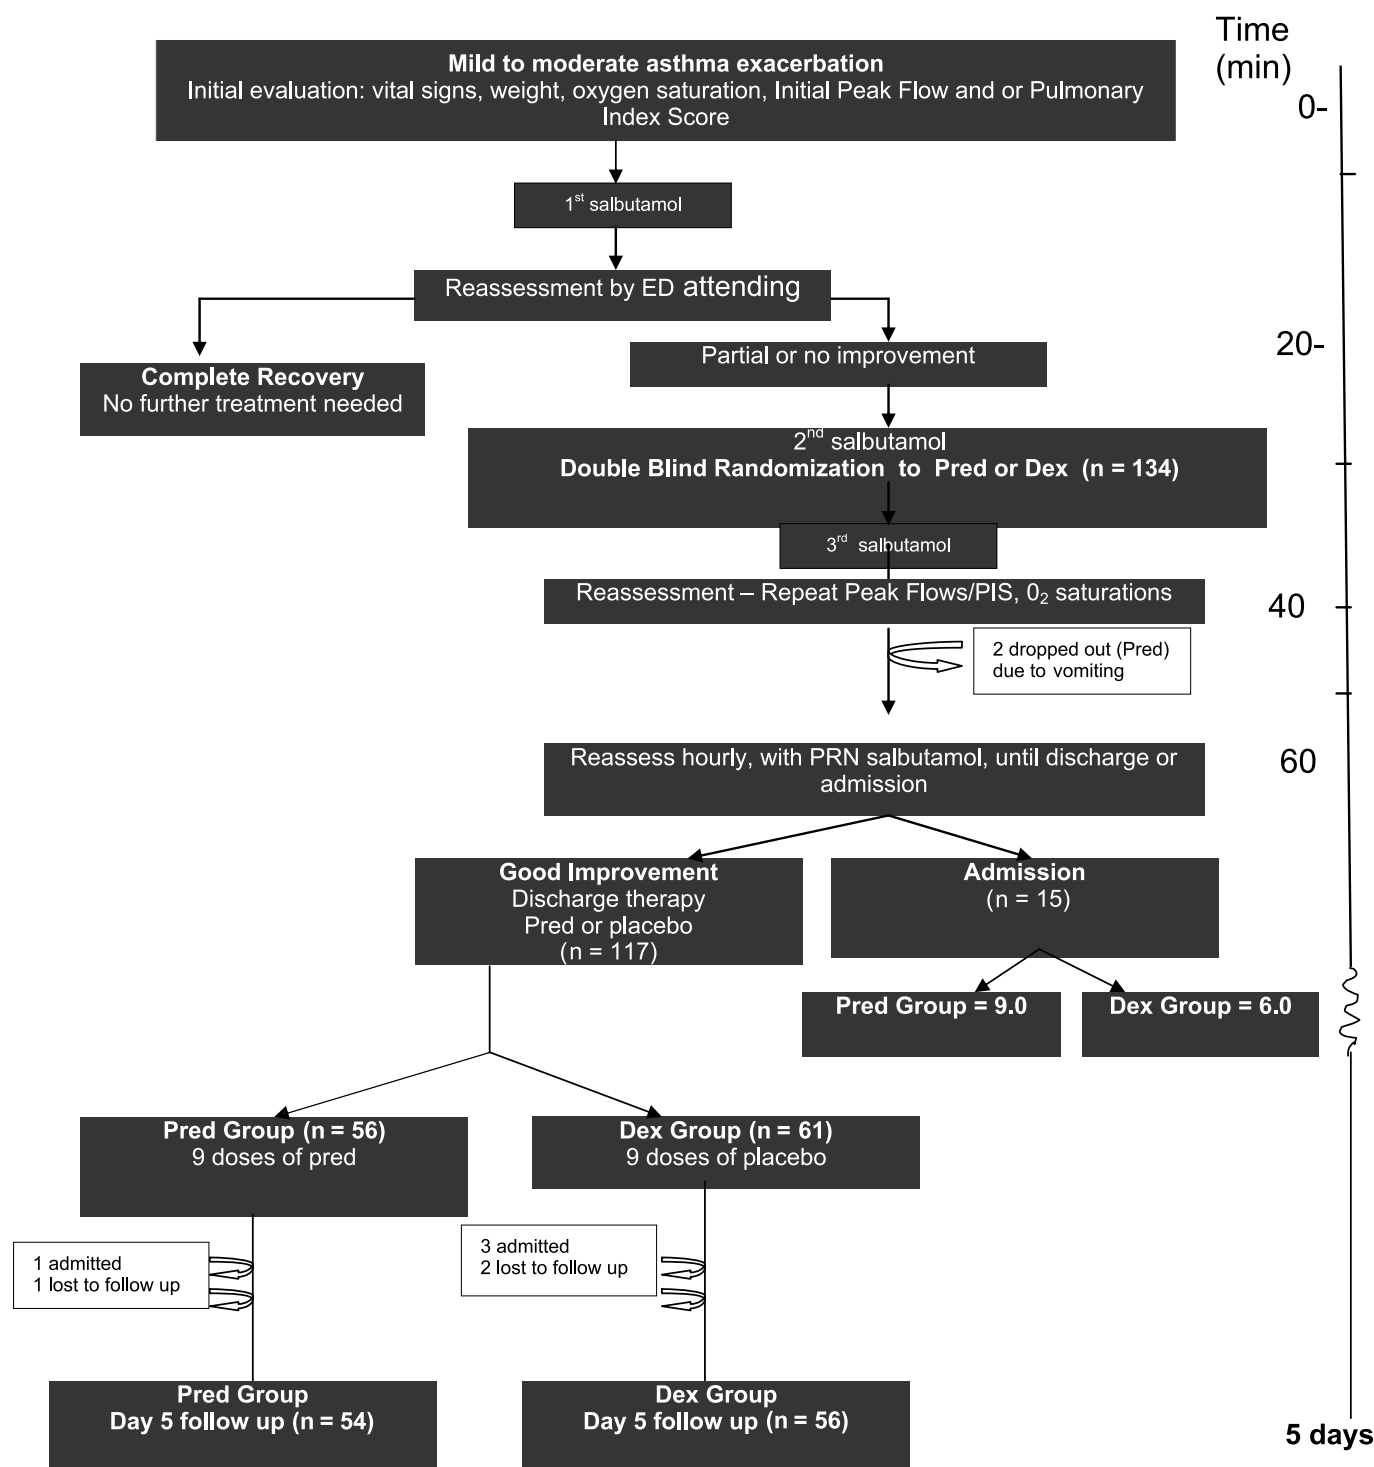 Time
(min)
Mild to moderate asthma exacerbation
Initial evaluation: vital signs, weight, oxygen saturation, Initial Peak Flow and or Pulmonary
Index Score
0-
1st salbutamol
Reassessment by ED attending
20-
Partial or no improvement
Complete Recovery
No further treatment needed
2nd salbutamol
Double Blind Randomization to Pred or Dex (n = 134)
3rd salbutamol
Reassessment – Repeat Peak Flows/PIS, 02 saturations
40
2 dropped out (Pred)
due to vomiting
Reassess hourly, with PRN salbutamol, until discharge or
admission
60
Good Improvement
Discharge therapy
Pred or placebo
(n = 117)
Admission
(n = 15)
Pred Group = 9.0
Dex Group = 6.0
Pred Group (n = 56)
9 doses of pred
Dex Group (n = 61)
9 doses of placebo
1 admitted
1 lost to follow up
3 admitted
2 lost to follow up
Pred Group
Day 5 follow up (n = 54)
Dex Group
Day 5 follow up (n = 56)
5 days